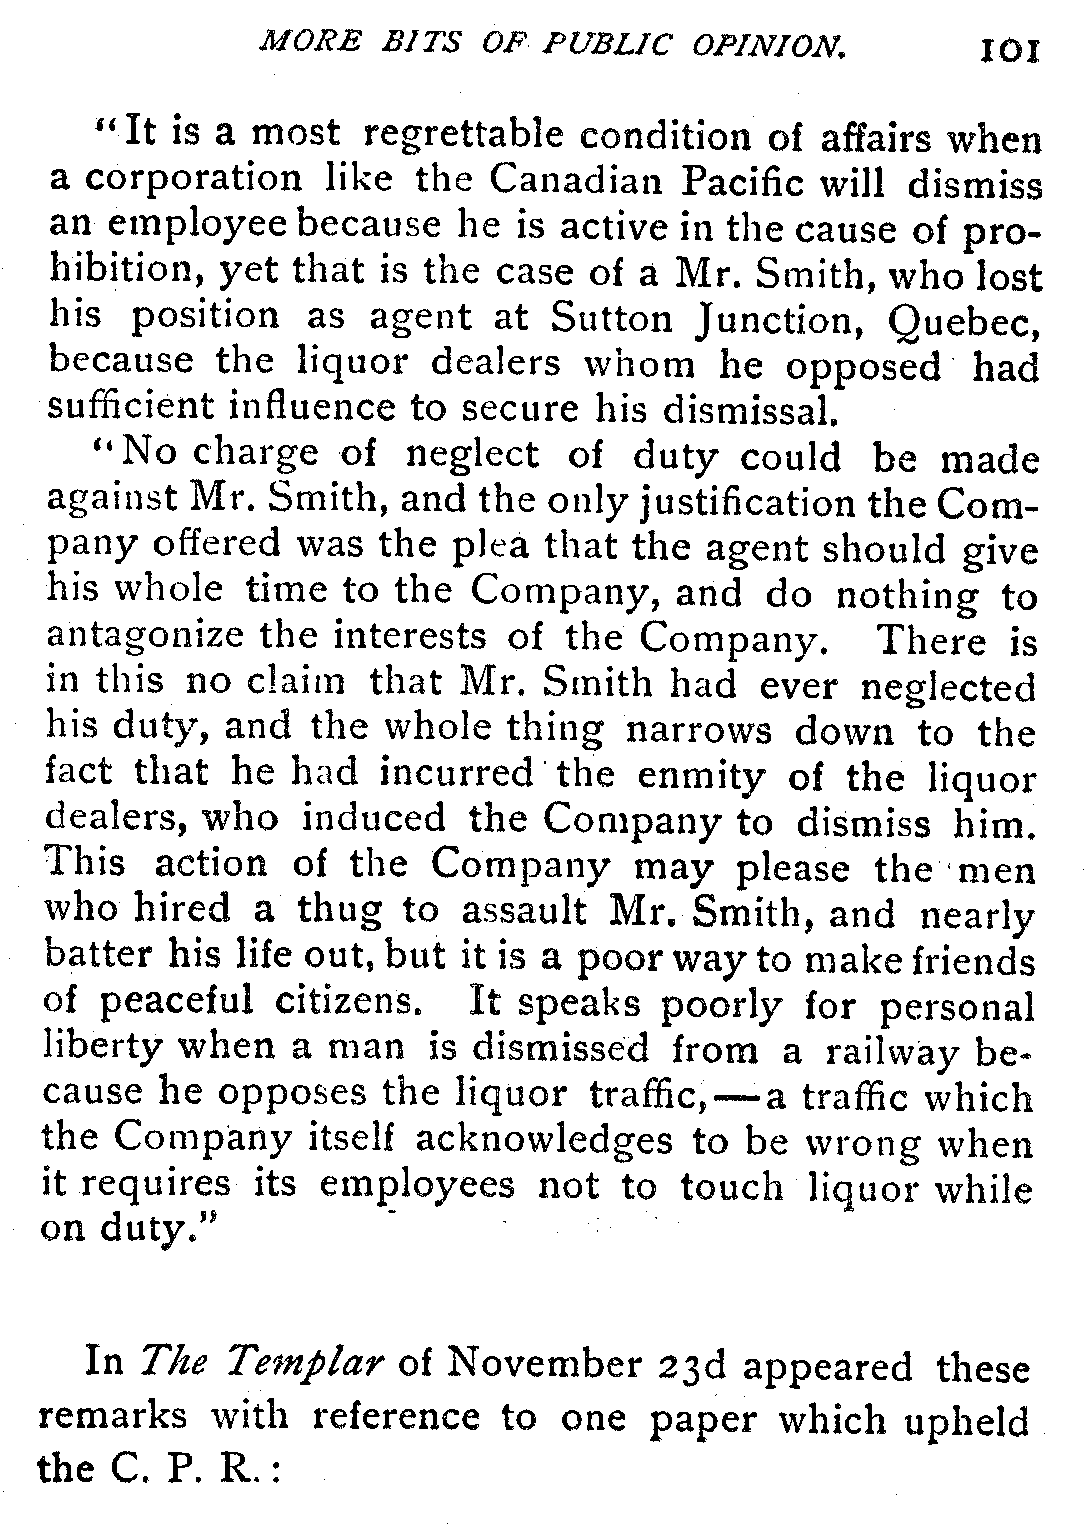 MORE BITS OF PUBLIC OPINION. 101
"It is a most regrettable condition of affairs when
a corporation like the Canadian Pacific will dismiss
an employee because he is active in the cause of pro-
hibition, yet that is the case of a Mr. Smith, who lost
his position as agent at Sutton Junction, Quebec,
because the liquor dealers whom he opposed had
sufficient influence to secure his dismissal.
"No charge of neglect of duty could be made
against Mr. Smith, and the only justification the Com-
pany offered was the plea that the agent should give
his whole time to the Company, and do nothing to
antagonize the interests of the Company. There is
in this no claim that Mr. Smith had ever neglected
his duty, and the whole thing narrows down to the
fact that he had incurred the enmity of the liquor
dealers, who induced the Company to dismiss him.
This action of the Company may please the men
who hired a thug to assault Mr. Smith, and nearly
batter his life out, but it is a poor way to make friends
of peaceful citizens. It speaks poorly for personal
liberty when a man is dismissed from a railway be-
cause he opposes the liquor traffic,—a traffic which
the Company itself acknowledges to be wrong when
it requires its employees not to touch liquor while
on duty."
In The Templar of November 23d appeared these
remarks with reference to one paper which upheld
the C. P. R.: